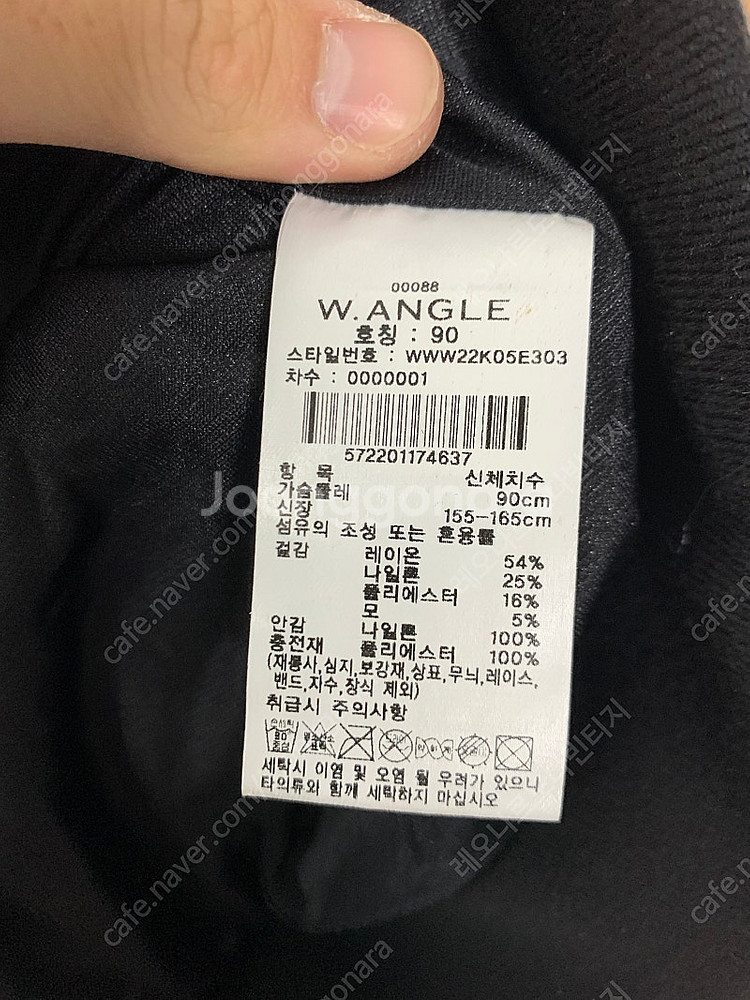 00088
W.ANGLE
호칭 : 90
스타일번호 : WWW22K05E303
차수 : 0000001
572201174637
항 목 신체치수
가슴둘레 90cm
신장 155-165cm
섬유의 조성 또는 혼용률
겉감 레이온 54%
나일론 25%
폴리에스터 16%
모 5%
안감 나일론 100%
충전재 폴리에스터 100%
(재봉사,심지,보강재,상표,무늬,레이스,
밴드,자수,장식 제외)
취급시 주의사항
세탁시 이염 및 오염 될 우려가 있으니
타의류와 함께 세탁하지 마십시오
Joonggonara
cafe.naver.com/joonggonara